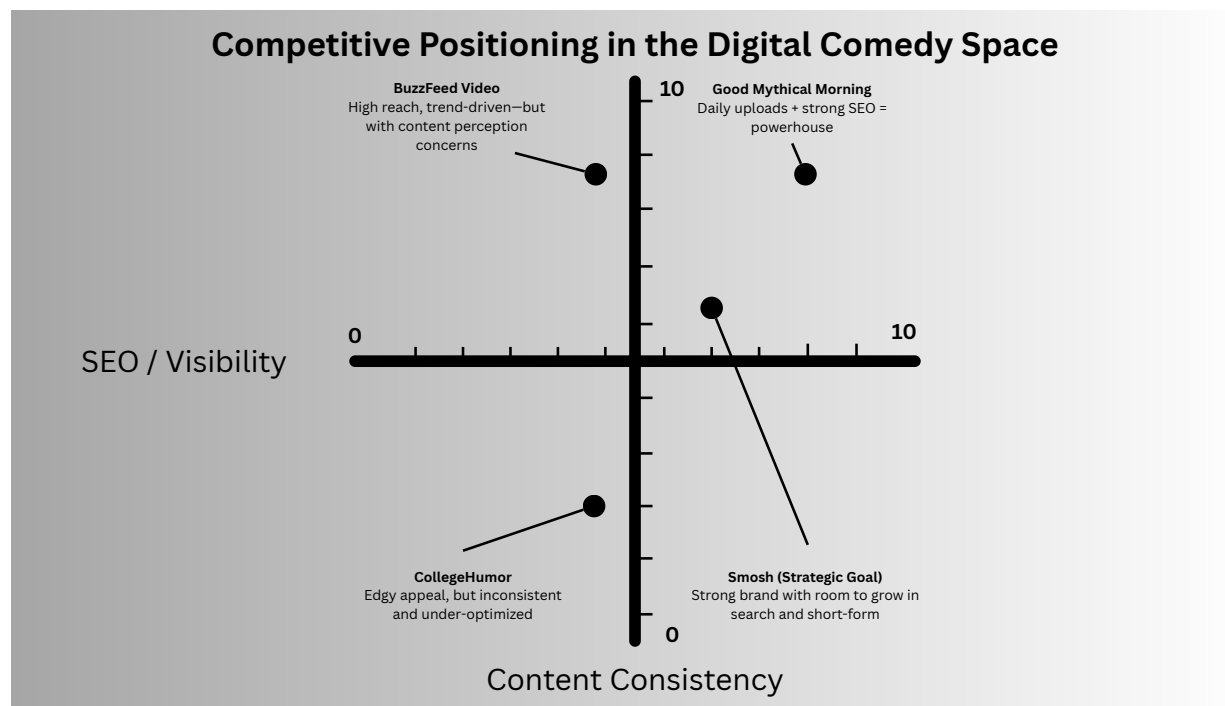 Competitive Positioning in the Digital Comedy Space
BuzzFeed Video
High reach, trend-driven—but
with content perception
concerns
10
Good Mythical Morning
Daily uploads + strong SEO =
powerhouse
0
10
SEO / Visibility
CollegeHumor
Edgy appeal, but inconsistent
and under-optimized
Smosh (Strategic Goal)
Strong brand with room to grow in
search and short-form
0
Content Consistency